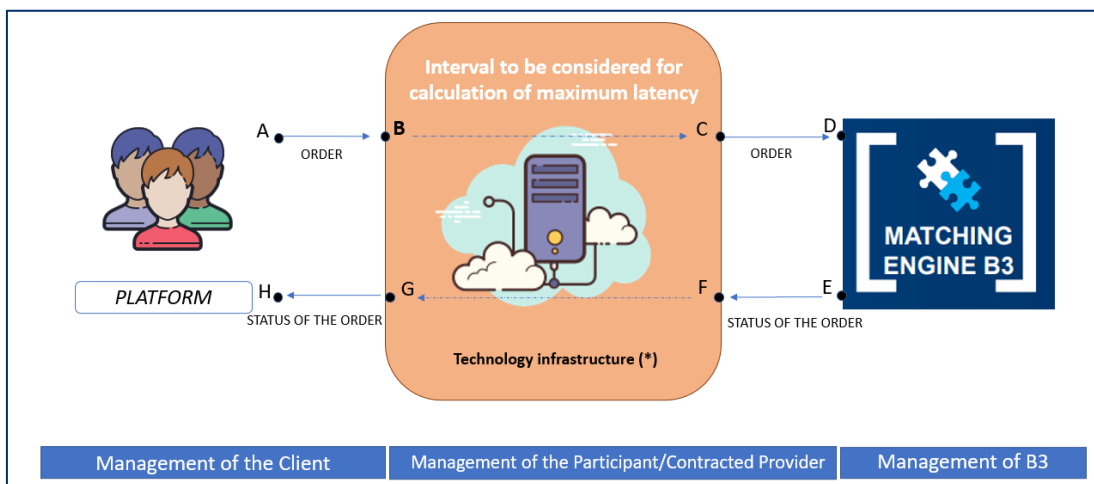 Interval to be considered for
calculation of maximum latency
A
B
C
D
ORDER
ORDER
MATCHING
ENGINE B3
PLATFORM
H
G
F
E
STATUS OF THE ORDER
STATUS OF THE ORDER
Technology infrastructure (*)
Management of the Client
Management of the Participant/Contracted Provider
Management of B3